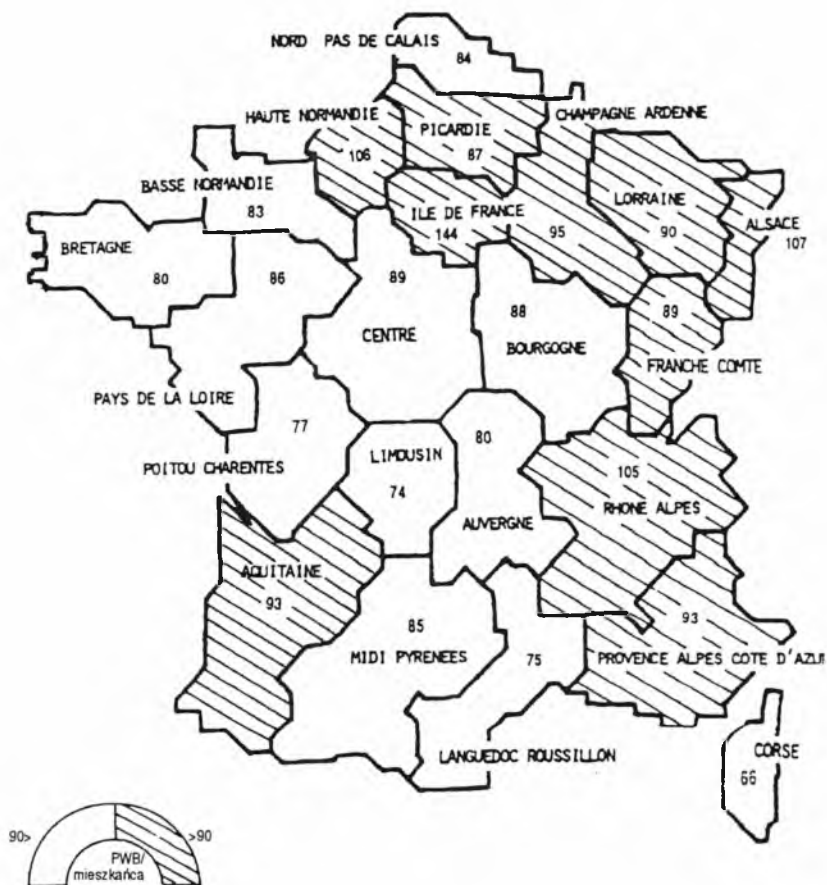 NORD PAS DE CALAIS
84
HAUTE NORMANDIE
106
PICARDIE
87
CHAMPAGNE ARDENNE
95
BASSE NORMANDIE
83
ILE DE FRANCE
144
LORRAINE
90
ALSACE
107
BRETAGNE
80
86
PAYS DE LA LOIRE
89
CENTRE
88
BOURGOGNE
89
FRANCHE COMTE
77
POITOU CHARENTES
LIMOUSIN
74
80
AUVERGNE
105
RHONE ALPES
AQUITAINE
93
85
MIDI PYRENEES
75
LANGUEDOC ROUSSILLON
93
PROVENCE ALPES COTE D'AZUR
CORSE
66
90>
>90
PWB/
mieszkańca